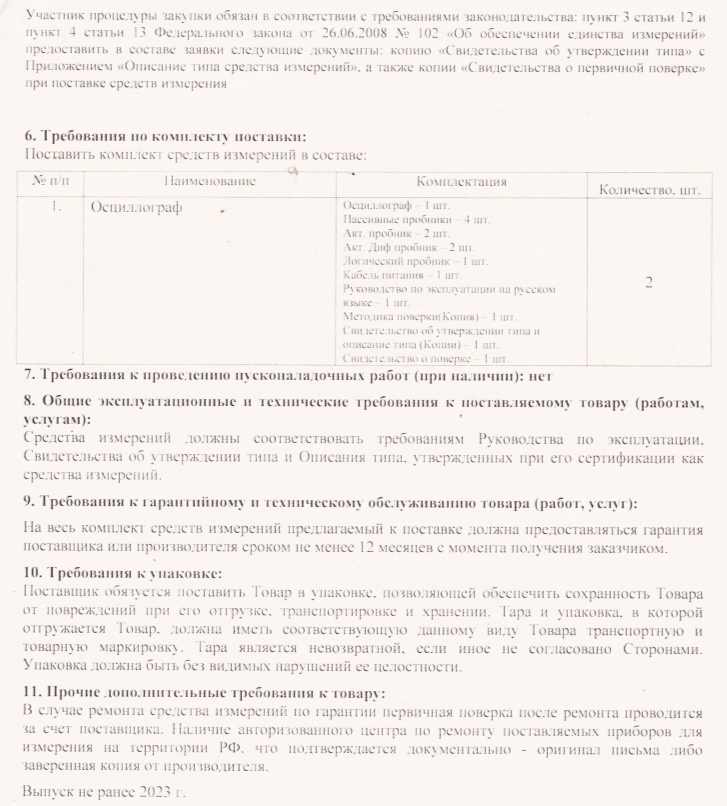 Участник процедуры закупки обязан в соответствии с требованиями законодательства: пункт 3 статьи 12 и
пункт 4 статьи 13 Федерального закона от 26.06.2008 № 102 «Об обеспечении единства измерений»
предоставить в составе заявки следующие документы: копию «Свидетельства об утверждении типа» с
Приложением «Описание типа средства измерений», а также копии «Свидетельства о первичной поверке»
при поставке средств измерения
6. Требования по комплекту поставки:
Поставить комплект средств измерений в составе:
№ п/п Наименование Комплектация Количество, шт.
1. Осциллограф
Осциллограф – 1 шт.
Пассивные пробники – 4 шт.
Акт. пробник – 2 шт.
Акт. Диф пробник – 2 шт.
Логический пробник – 1 шт.
Кабель питания – 1 шт.
Руководство по эксплуатации на русском
языке – 1 шт.
Методика поверки(Копия) – 1 шт.
Свидетельство об утверждении типа и
описание типа (Копии) – 1 шт.
Свидетельство о поверке – 1 шт.
2
7. Требования к проведению пусконаладочных работ (при наличии): нет
8. Общие эксплуатационные и технические требования к поставляемому товару (работам,
услугам):
Средства измерений должны соответствовать требованиям Руководства по эксплуатации,
Свидетельства об утверждении типа и Описания типа, утвержденных при его сертификации как
средства измерений.
9. Требования к гарантийному и техническому обслуживанию товара (работ, услуг):
На весь комплект средств измерений предлагаемый к поставке должна предоставляться гарантия
поставщика или производителя сроком не менее 12 месяцев с момента получения заказчиком.
10. Требования к упаковке:
Поставщик обязуется поставить Товар в упаковке, позволяющей обеспечить сохранность Товара
от повреждений при его отгрузке, транспортировке и хранении. Тара и упаковка, в которой
отгружается Товар, должна иметь соответствующую данному виду Товара транспортную и
товарную маркировку. Тара является невозвратной, если иное не согласовано Сторонами.
Упаковка должна быть без видимых нарушений ее целостности.
11. Прочие дополнительные требования к товару:
В случае ремонта средства измерений по гарантии первичная поверка после ремонта проводится
за счет поставщика. Наличие авторизованного центра по ремонту поставляемых приборов для
измерения на территории РФ, что подтверждается документально - оригинал письма либо
заверенная копия от производителя.
Выпуск не ранее 2023 г.